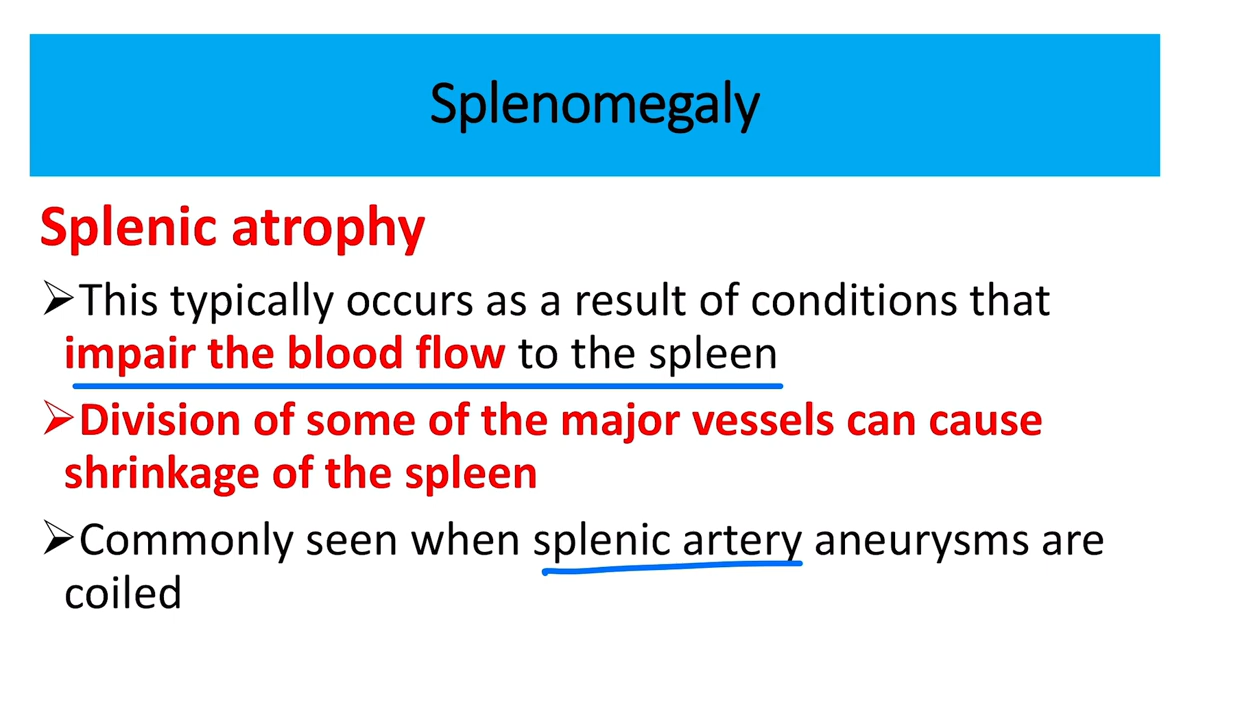 Splenomegaly
Splenic atrophy
➢This typically occurs as a result of conditions that
impair the blood flow to the spleen
➢Division of some of the major vessels can cause
shrinkage of the spleen
➢Commonly seen when splenic artery aneurysms are
coiled